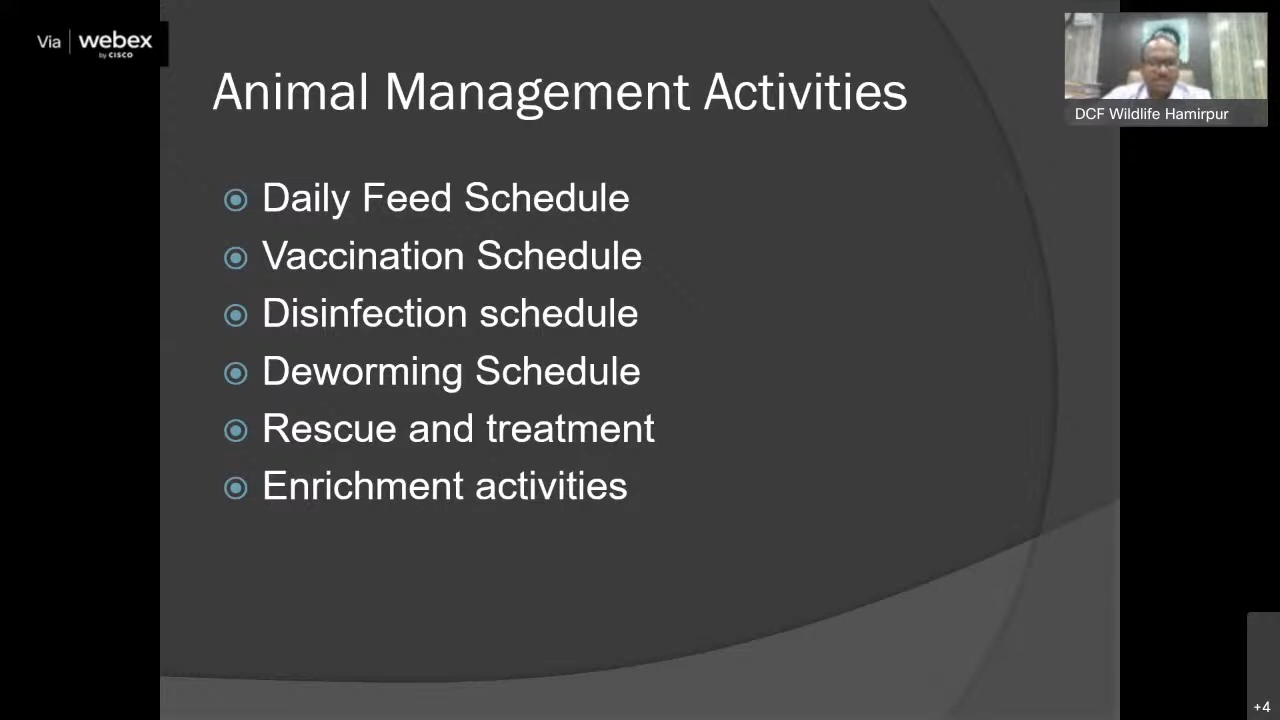 Via webex
by CISCO
DCF Wildlife Hamirpur
Animal Management Activities
Daily Feed Schedule
Vaccination Schedule
Disinfection schedule
Deworming Schedule
Rescue and treatment
Enrichment activities
+4